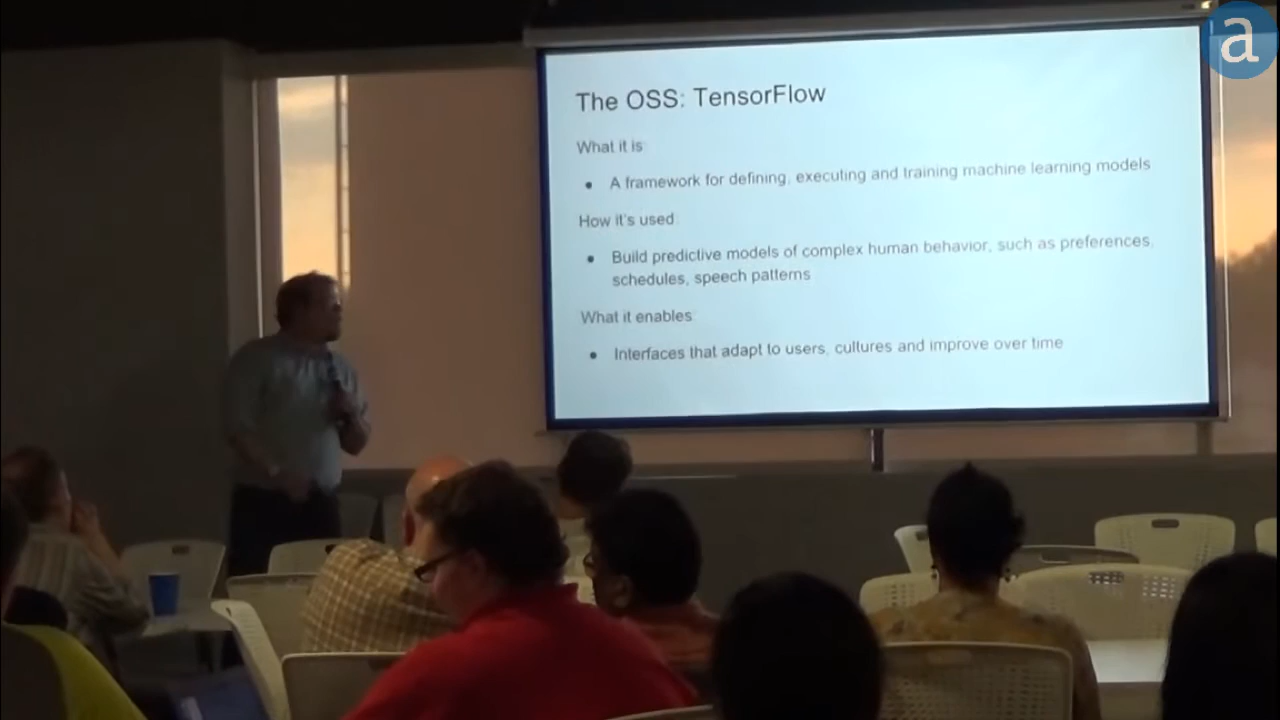 a
The OSS: TensorFlow
What it is:
• A framework for defining, executing and training machine learning models
How it's used:
• Build predictive models of complex human behavior, such as preferences,
schedules, speech patterns
What it enables:
• Interfaces that adapt to users, cultures and improve over time